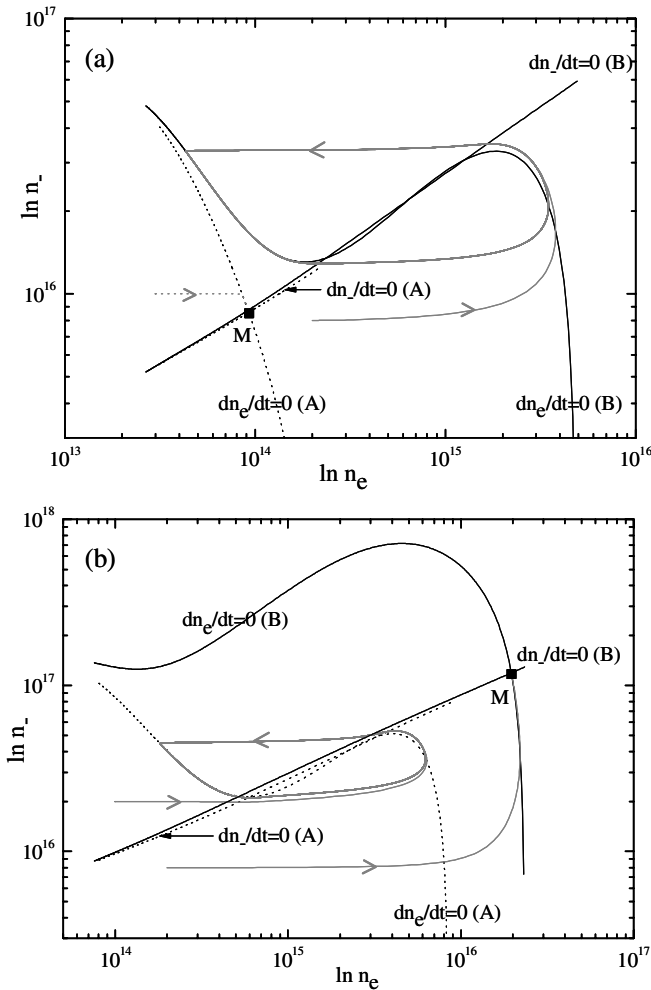 (a)
10^17
dn_-/dt=0 (B)
ln n_-
10^16
dn_-/dt=0 (A)
M
dn_e/dt=0 (A)
dn_e/dt=0 (B)
10^13
10^14
10^15
10^16
ln n_e
(b)
10^18
dn_e/dt=0 (B)
dn_-/dt=0 (B)
10^17
M
ln n_-
dn_-/dt=0 (A)
10^16
dn_e/dt=0 (A)
10^14
10^15
10^16
10^17
ln n_e